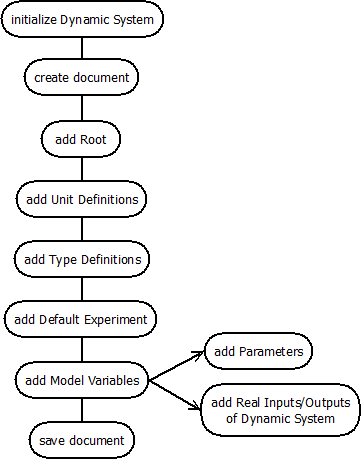 initialize Dynamic System
create document
add Root
add Unit Definitions
add Type Definitions
add Default Experiment
add Parameters
add Model Variables
add Real Inputs/Outputs
of Dynamic System
save document